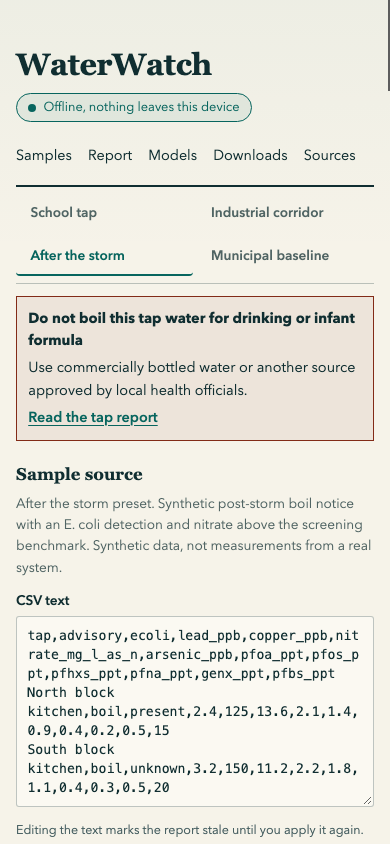 WaterWatch
Offline, nothing leaves this device
Samples Report Models Downloads Sources
School tap Industrial corridor
After the storm Municipal baseline
Do not boil this tap water for drinking or infant
formula
Use commercially bottled water or another source
approved by local health officials.
Read the tap report
Sample source
After the storm preset. Synthetic post-storm boil notice
with an E. coli detection and nitrate above the screening
benchmark. Synthetic data, not measurements from a real
system.
CSV text
tap,advisory,ecoli,lead_ppb,copper_ppb,nit
rate_mg_l_as_n,arsenic_ppb,pfoa_ppt,pfos_p
pt,pfhxs_ppt,pfna_ppt,genx_ppt,pfbs_ppt
North block
kitchen,boil,present,2.4,125,13.6,2.1,1.4,
0.9,0.4,0.2,0.5,15
South block
kitchen,boil,unknown,3.2,150,11.2,2.2,1.8,
1.1,0.4,0.3,0.5,20
Editing the text marks the report stale until you apply it again.